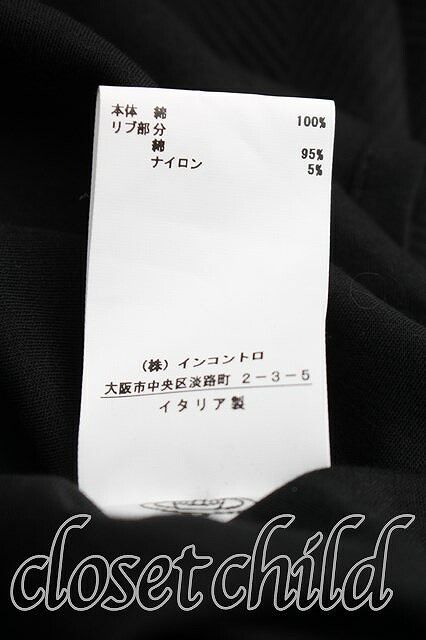 本体 綿 100%
リブ部分
綿 95%
ナイロン 5%
(株) インコントロ
大阪市中央区淡路町 2-3-5
イタリア製
closet child